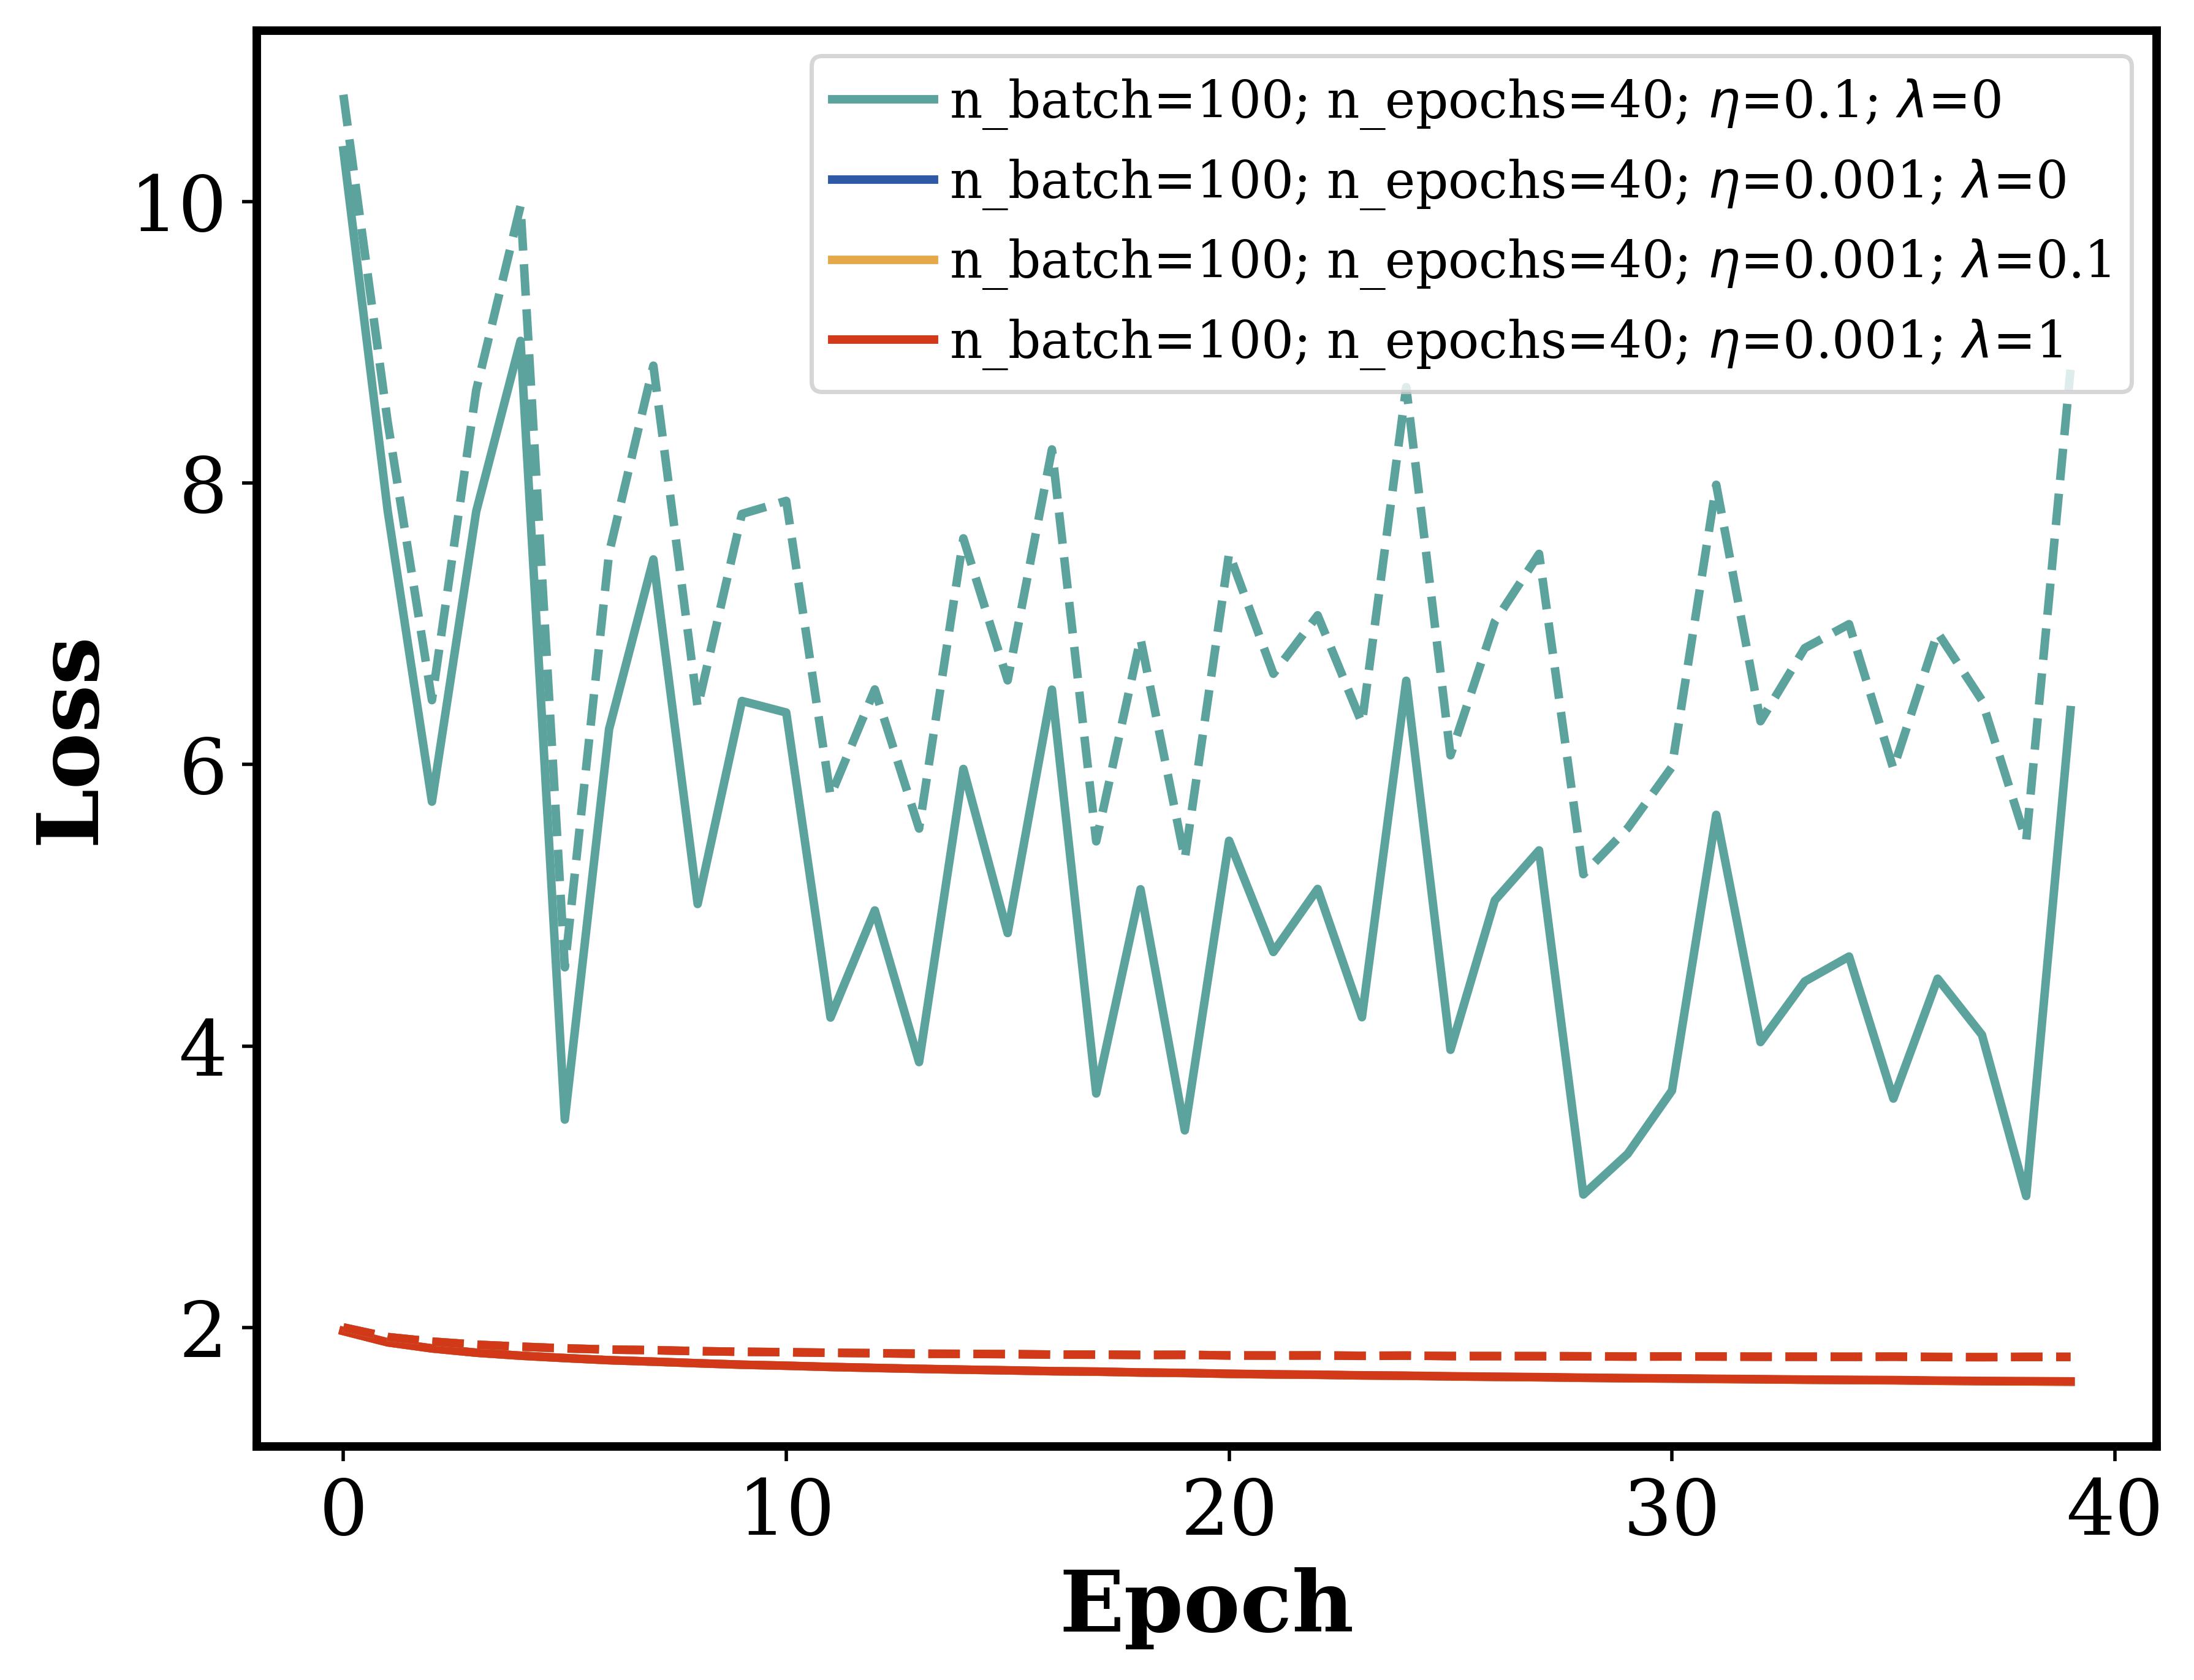 n_batch=100; n_epochs=40; η=0.1; λ=0
n_batch=100; n_epochs=40; η=0.001; λ=0
n_batch=100; n_epochs=40; η=0.001; λ=0.1
n_batch=100; n_epochs=40; η=0.001; λ=1
10
8
6
4
2
Loss
0 10 20 30 40
Epoch